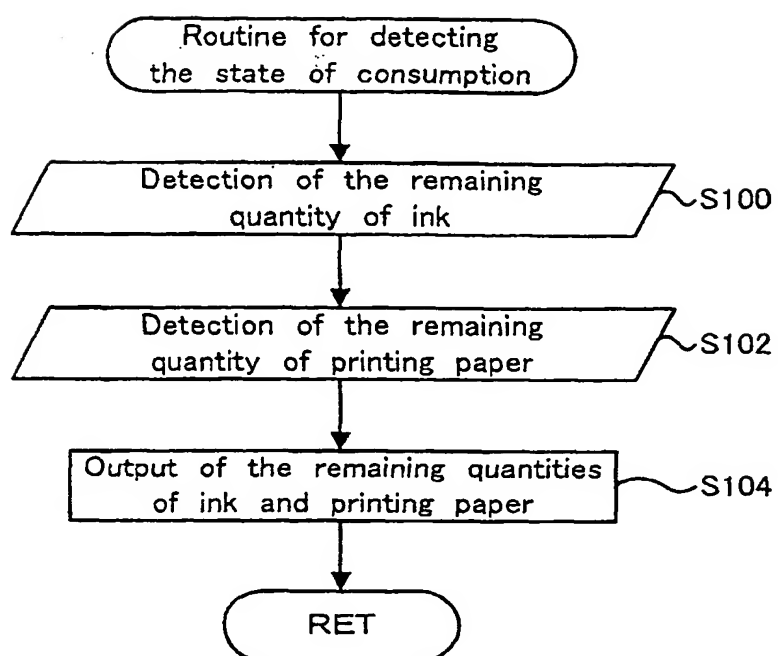 Routine for detecting
the state of consumption
Detection of the remaining
quantity of ink
S100
Detection of the remaining
quantity of printing paper
S102
Output of the remaining quantities
of ink and printing paper
S104
RET